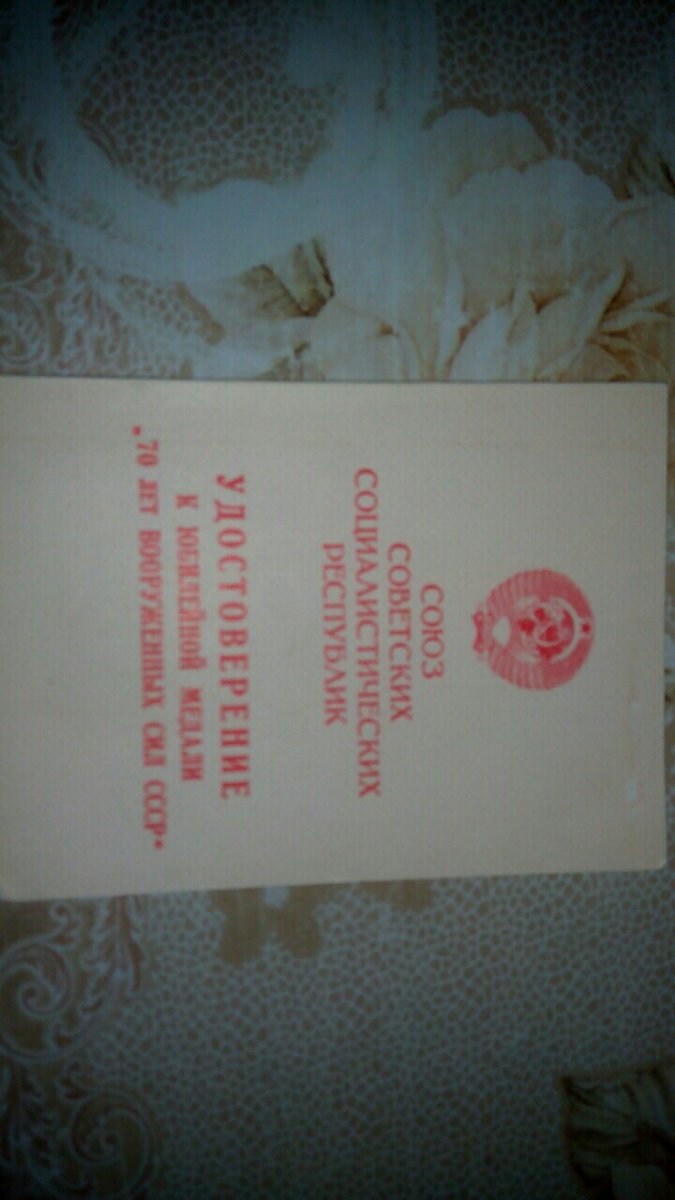 СОЮЗ
СОВЕТСКИХ
СОЦИАЛИСТИЧЕСКИХ
РЕСПУБЛИК
УДОСТОВЕРЕНИЕ
К ЮБИЛЕЙНОЙ МЕДАЛИ
„70 ЛЕТ ВООРУЖЕННЫХ СИЛ СССР“